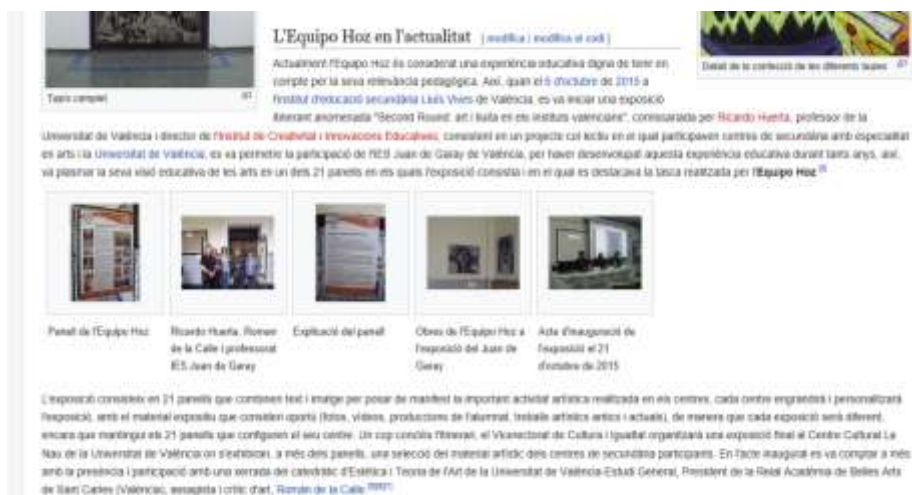 L'Equipo Hoz en l'actualitat [ modifica | modifica el codi ]
Actualment l'Equipo Hoz és considerat una experiència educativa digna de tenir en
compte per la seva rellevància pedagògica. Així, quan el 5 d'octubre de 2015 a
l'institut d'educació secundària Lluís Vives de València, es va iniciar una exposició
itinerant anomenada "Second Round: art i lluita en els instituts valencians", comissariada per Ricardo Huerta, professor de la
Universitat de València i director de l'Institut de Creativitat i Innovacions Educatives, consistent en un projecte col·lectiu en el qual participaven centres de secundària amb especialitat
en arts i la Universitat de València, es va permetre la participació de l'IES Juan de Garay de València, per haver desenvolupat aquesta experiència educativa durant tants anys, així,
va plasmar la seva visió educativa de les arts en un dels 21 panells en els quals l'exposició consistia i en el qual es destacava la tasca realitzada per l'Equipo Hoz.
Tapís complet
Detall de la confecció de les diferents taules
Panell de l'Equipo Hoz
Ricardo Huerta, Roman
de la Calle i professorat
IES Juan de Garay
Explicació del panell
Obres de l'Equipo Hoz a
l'exposició del Juan de
Garay
Acte d'inauguració de
l'exposició el 21
d'octubre de 2015
L'exposició consisteix en 21 panells que combinen text i imatge per posar de manifest la important activitat artística realitzada en els centres, cada centre engrandirà i personalitzarà
l'exposició, amb el material expositiu que consideri oportú (fotos, vídeos, produccions de l'alumnat, treballs artístics antics i actuals), de manera que cada exposició serà diferent,
encara que mantingui els 21 panells que configuren el seu centre. Un cop conclòs l'itinerari, el Vicerectorat de Cultura i Igualtat organitzarà una exposició final al Centre Cultural La
Nau de la Universitat de València on s'exhibiran, a més dels panells, una selecció del material artístic dels centres de secundària participants. En l'acte inaugural es va comptar a més
amb la presència i participació amb una xerrada del catedràtic d'Estètica i Teoria de l'Art de la Universitat de València-Estudi General, President de la Reial Acadèmia de Belles Arts
de Sant Carles (València), assagista i crític d'art, Román de la Calle.